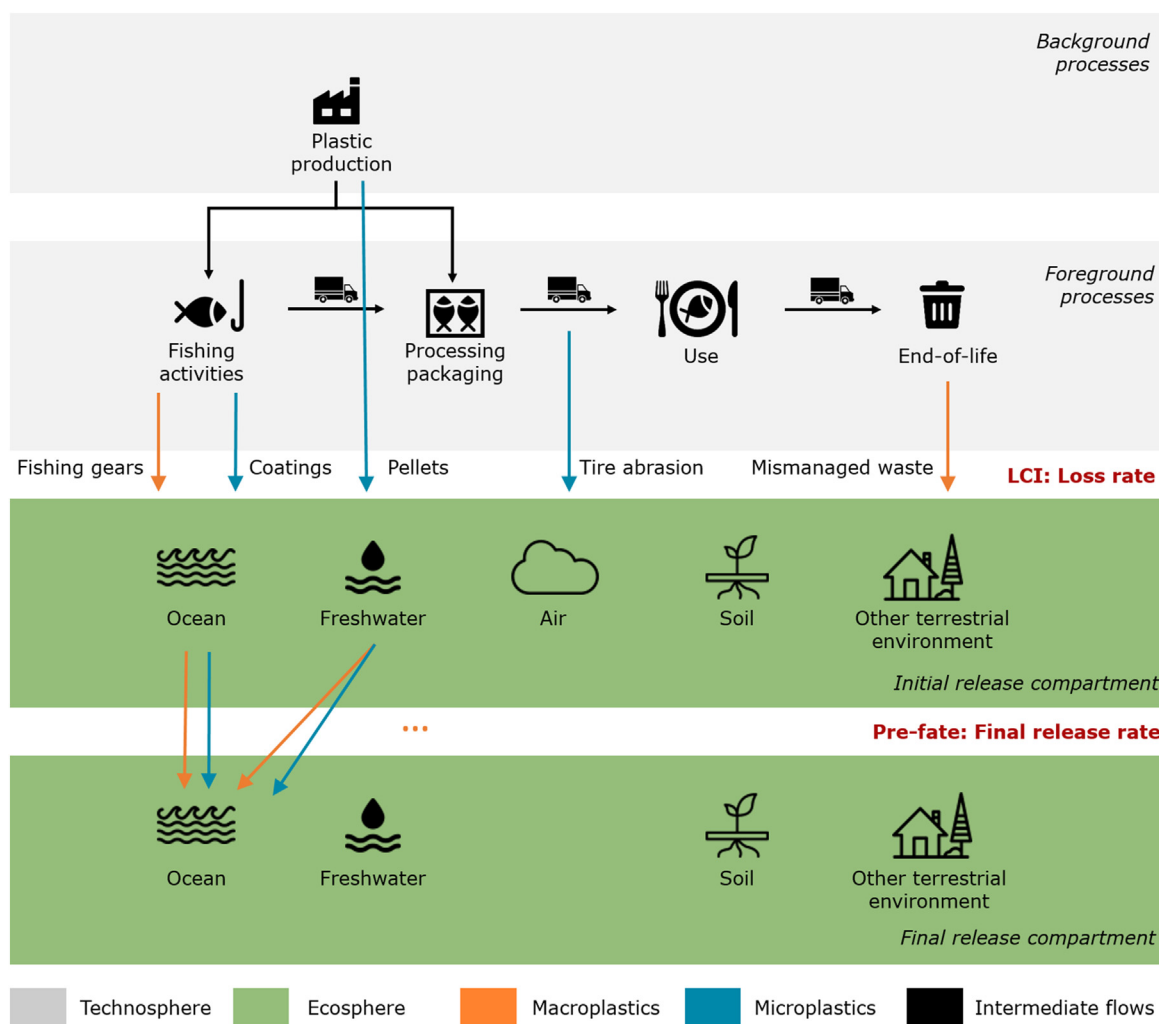 Background
processes
Plastic
production
Foreground
processes
Fishing
activities
Processing
packaging
Use
End-of-life
Fishing gears
Coatings
Pellets
Tire abrasion
Mismanaged waste
LCI: Loss rate
Ocean
Freshwater
Air
Soil
Other terrestrial
environment
Initial release compartment
...
Pre-fate: Final release rate
Ocean
Freshwater
Soil
Other terrestrial
environment
Final release compartment
Technosphere
Ecosphere
Macroplastics
Microplastics
Intermediate flows